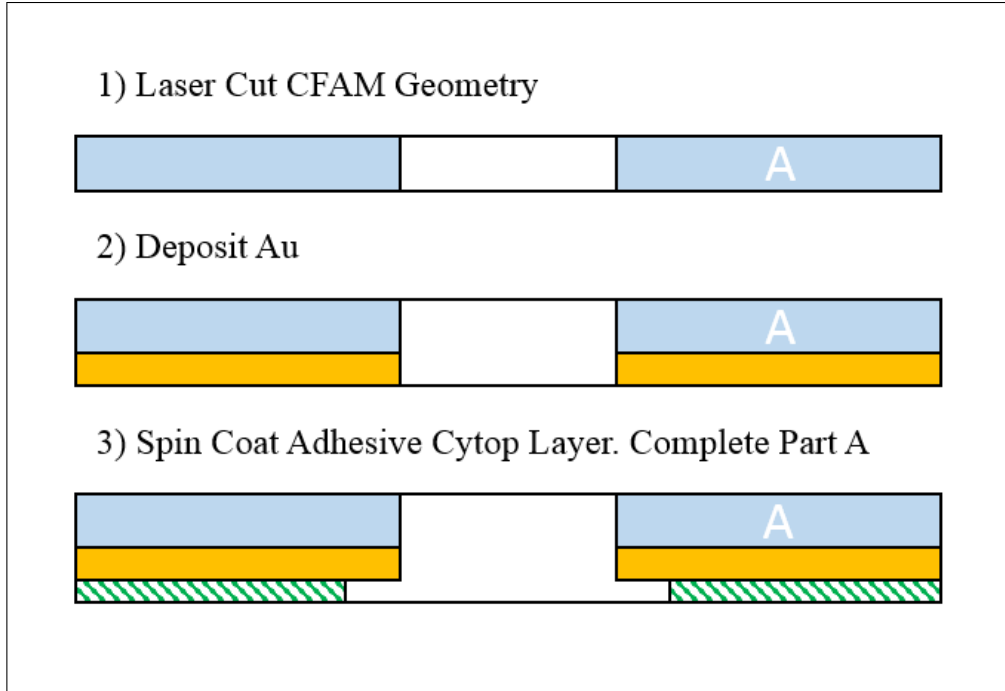 1) Laser Cut CFAM Geometry
A
2) Deposit Au
A
3) Spin Coat Adhesive Cytop Layer. Complete Part A
A